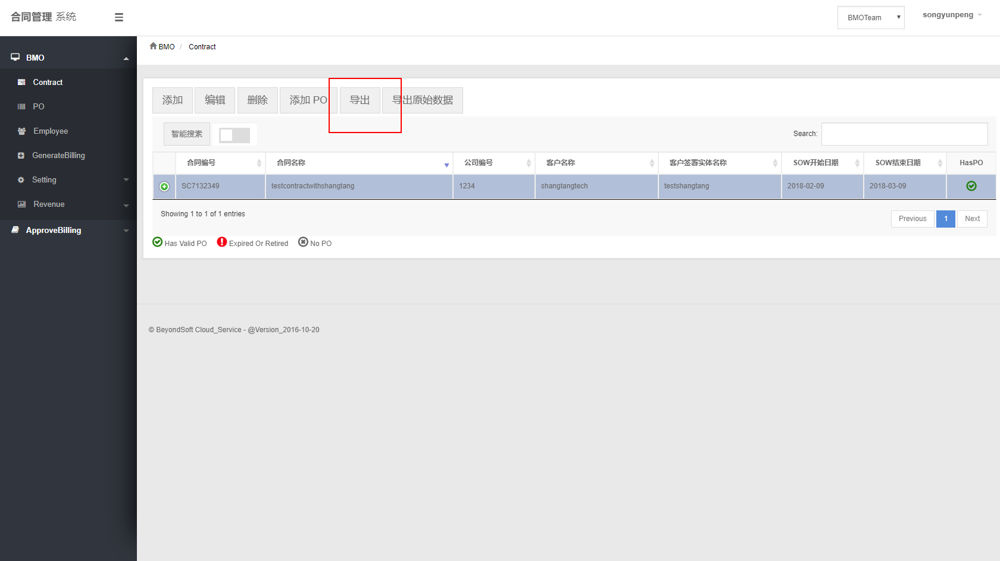 合同管理 系统
BMOTeam
songyunpeng
BMO
Contract
PO
Employee
GenerateBilling
Setting
Revenue
ApproveBilling
BMO / Contract
添加 编辑 删除 添加 PO 导出 导出原始数据
智能搜索
Search:
合同编号 合同名称 公司编号 客户名称 客户签署实体名称 SOW开始日期 SOW结束日期 HasPO
SC7132349 testcontractwithshangtang 1234 shangtangtech testshangtang 2018-02-09 2018-03-09
Showing 1 to 1 of 1 entries
Previous 1 Next
Has Valid PO Expired Or Retired No PO
© BeyondSoft Cloud_Service - @Version_2016-10-20